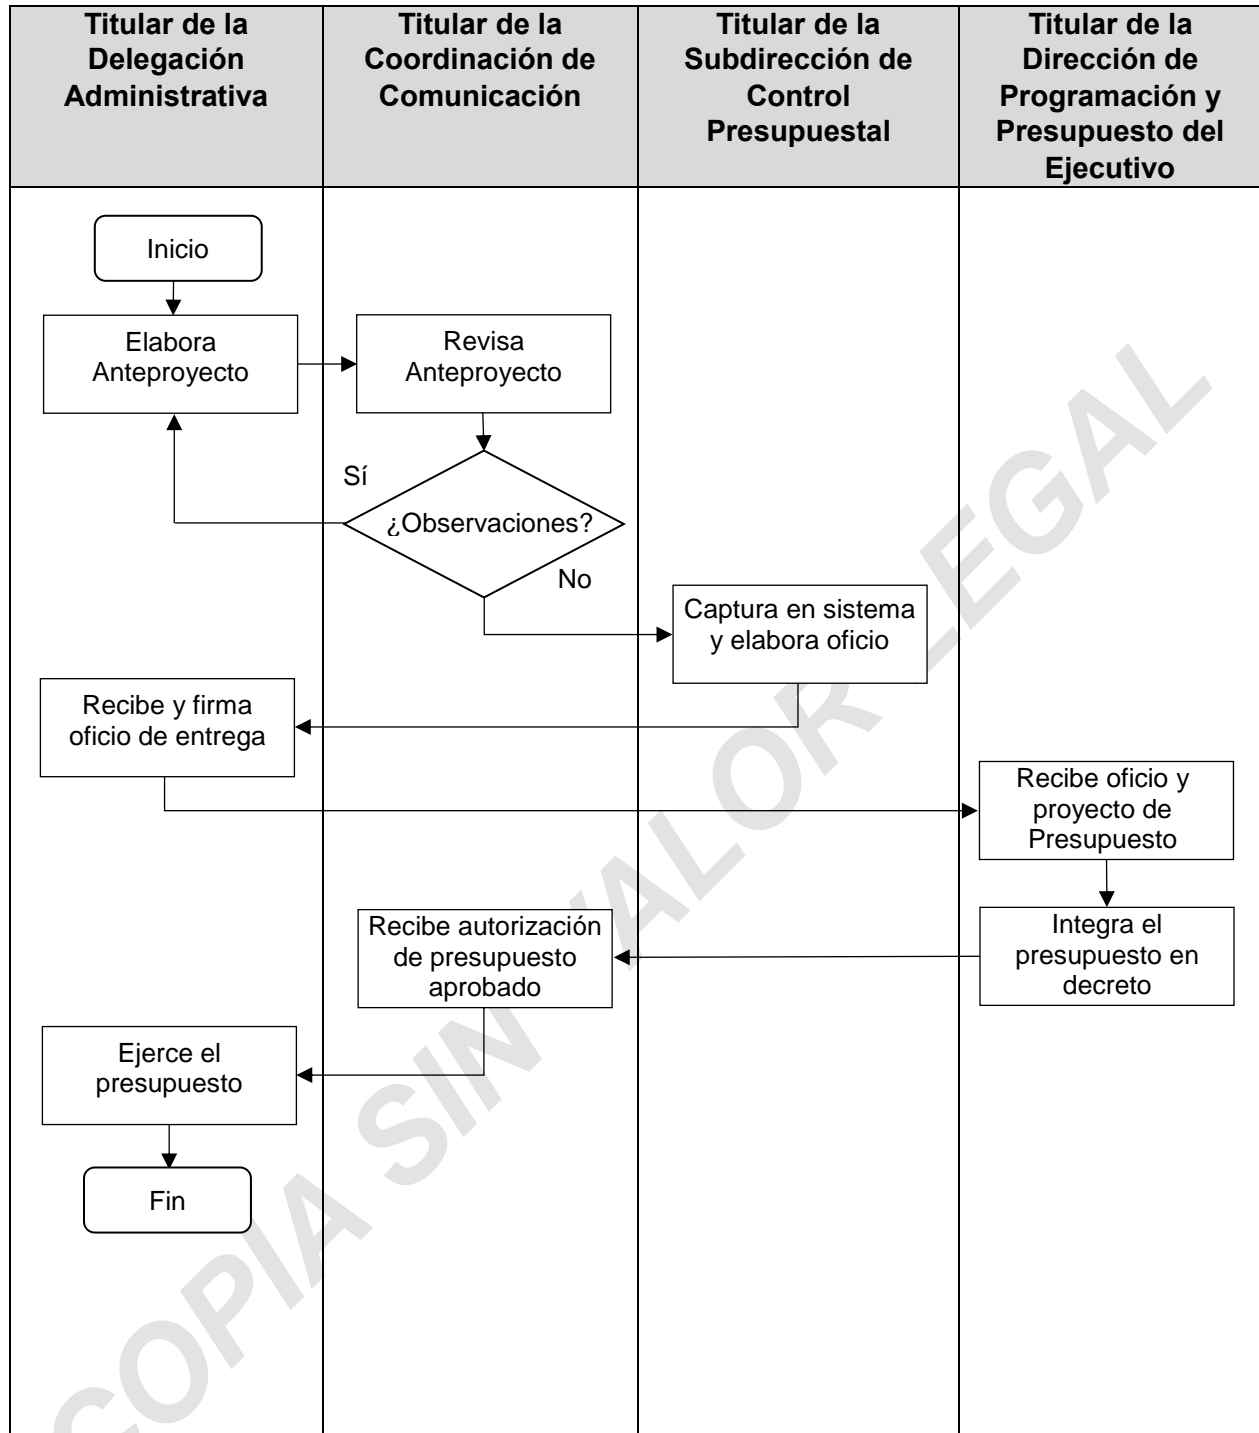 Titular de la
Delegación
Administrativa
Titular de la
Coordinación de
Comunicación
Titular de la
Subdirección de
Control
Presupuestal
Titular de la
Dirección de
Programación y
Presupuesto del
Ejecutivo
Inicio
Elabora
Anteproyecto
Revisa
Anteproyecto
Sí
¿Observaciones?
No
Captura en sistema
y elabora oficio
Recibe y firma
oficio de entrega
Recibe oficio y
proyecto de
Presupuesto
Integra el
presupuesto en
decreto
Recibe autorización
de presupuesto
aprobado
Ejerce el
presupuesto
Fin
COPIA SIN VALOR LEGAL